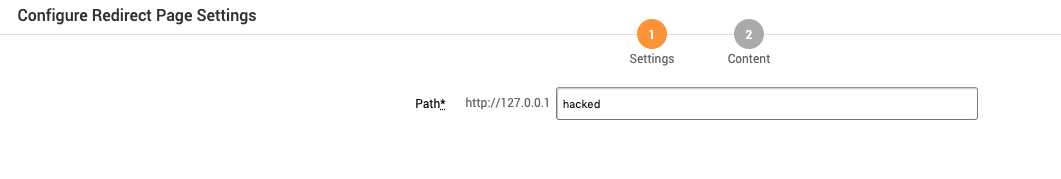 Configure Redirect Page Settings
1 2
Settings Content
Path* http://127.0.0.1 hacked